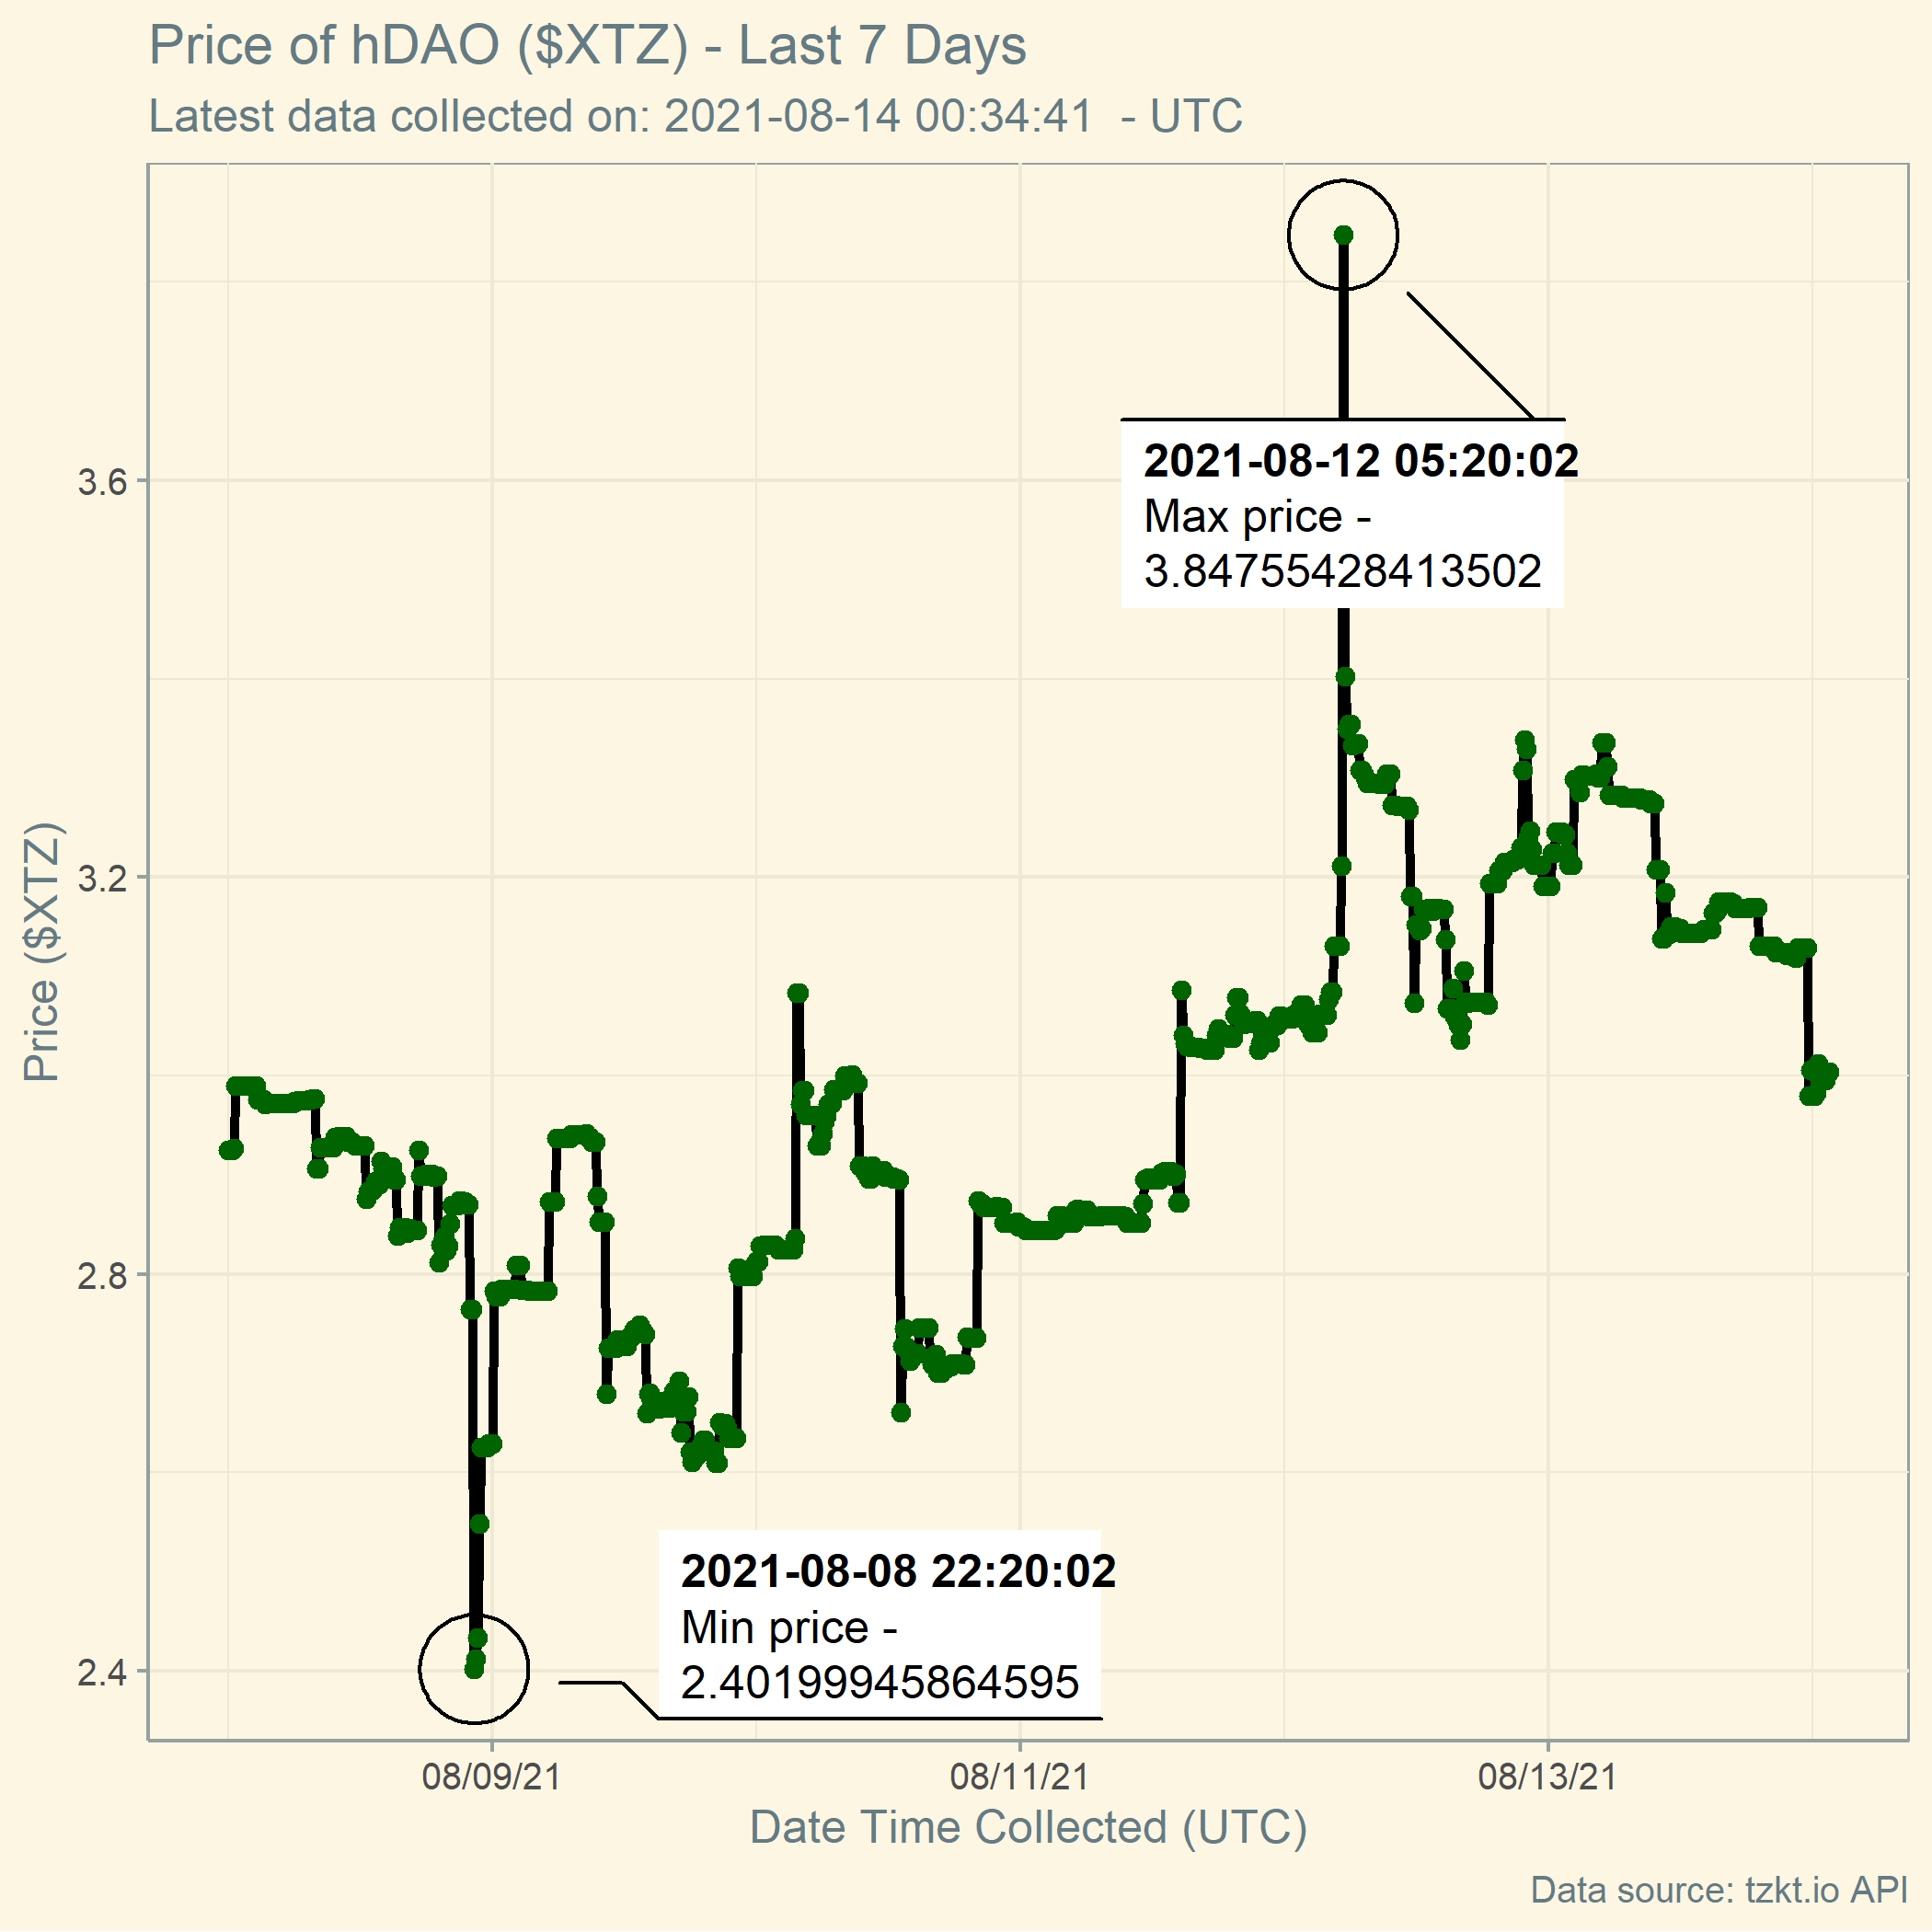 Price of hDAO ($XTZ) - Last 7 Days
Latest data collected on: 2021-08-14 00:34:41  - UTC
2021-08-12 05:20:02
Max price -
3.84755428413502
3.6
3.2
2.8
2.4
Price ($XTZ)
2021-08-08 22:20:02
Min price -
2.40199945864595
08/09/21
08/11/21
08/13/21
Date Time Collected (UTC)
Data source: tzkt.io API